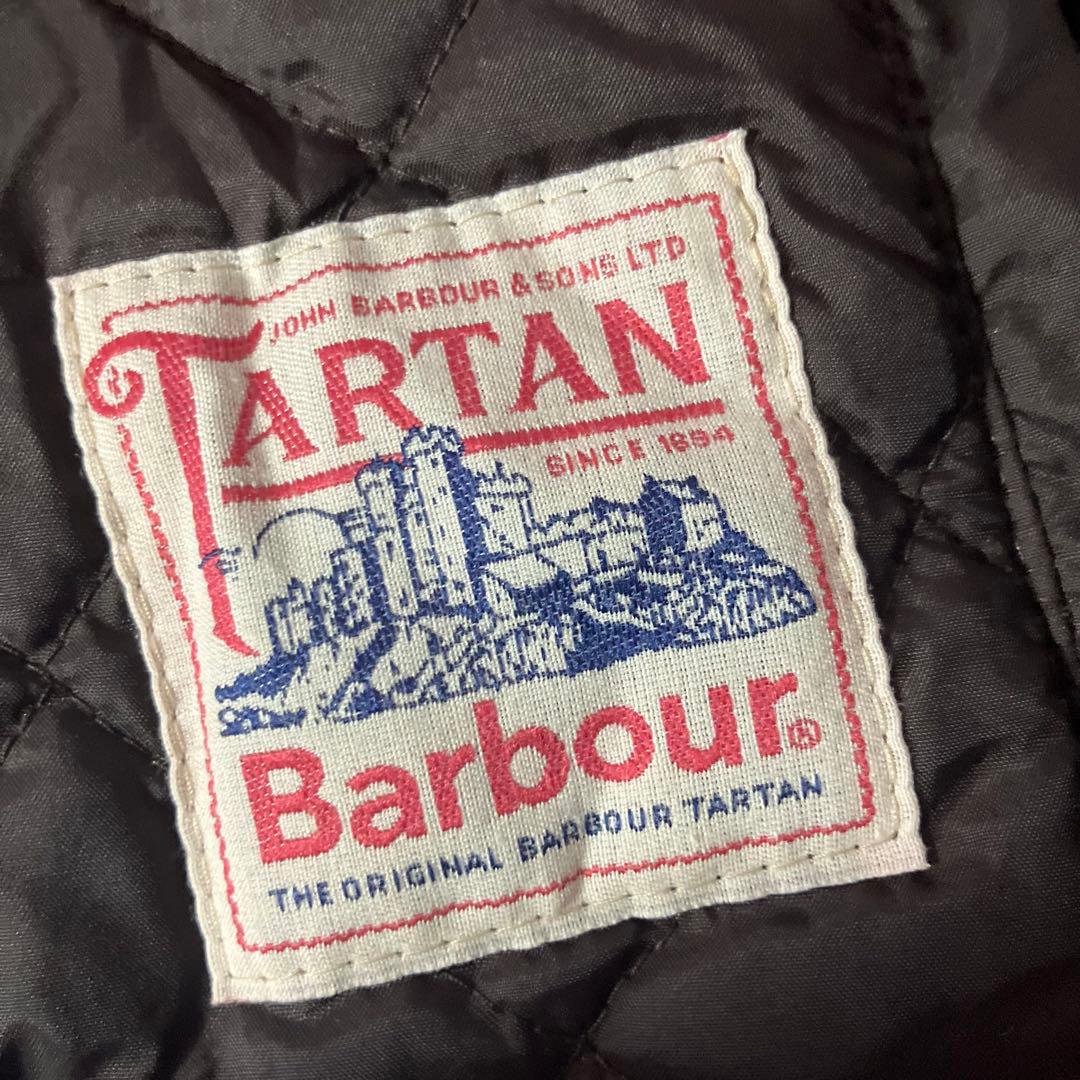 JOHN BARBOUR & SONS LTD
TARTAN
SINCE 1894
Barbour®
THE ORIGINAL BARBOUR TARTAN